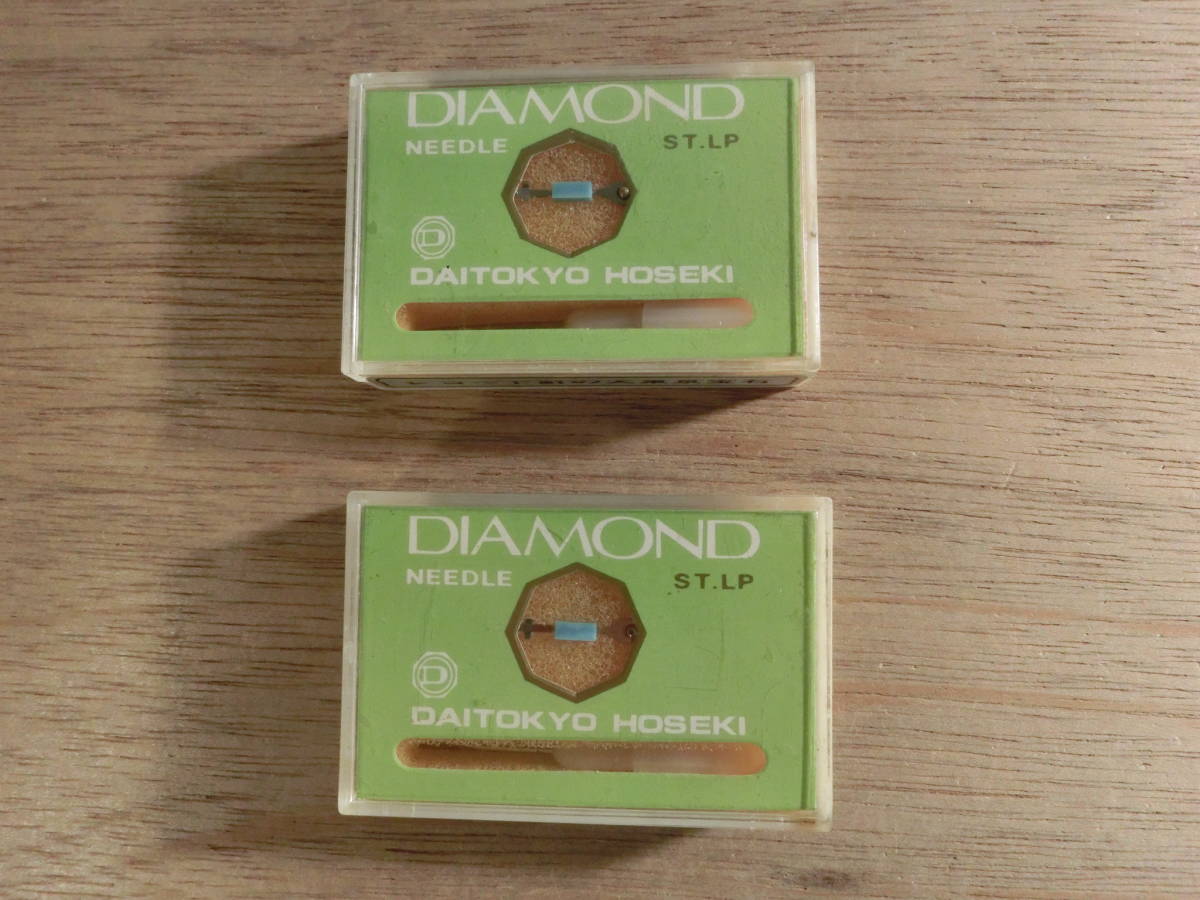 DIAMOND
NEEDLE ST.LP
D
DAITOKYO HOSEKI
DIAMOND
NEEDLE ST.LP
D
DAITOKYO HOSEKI